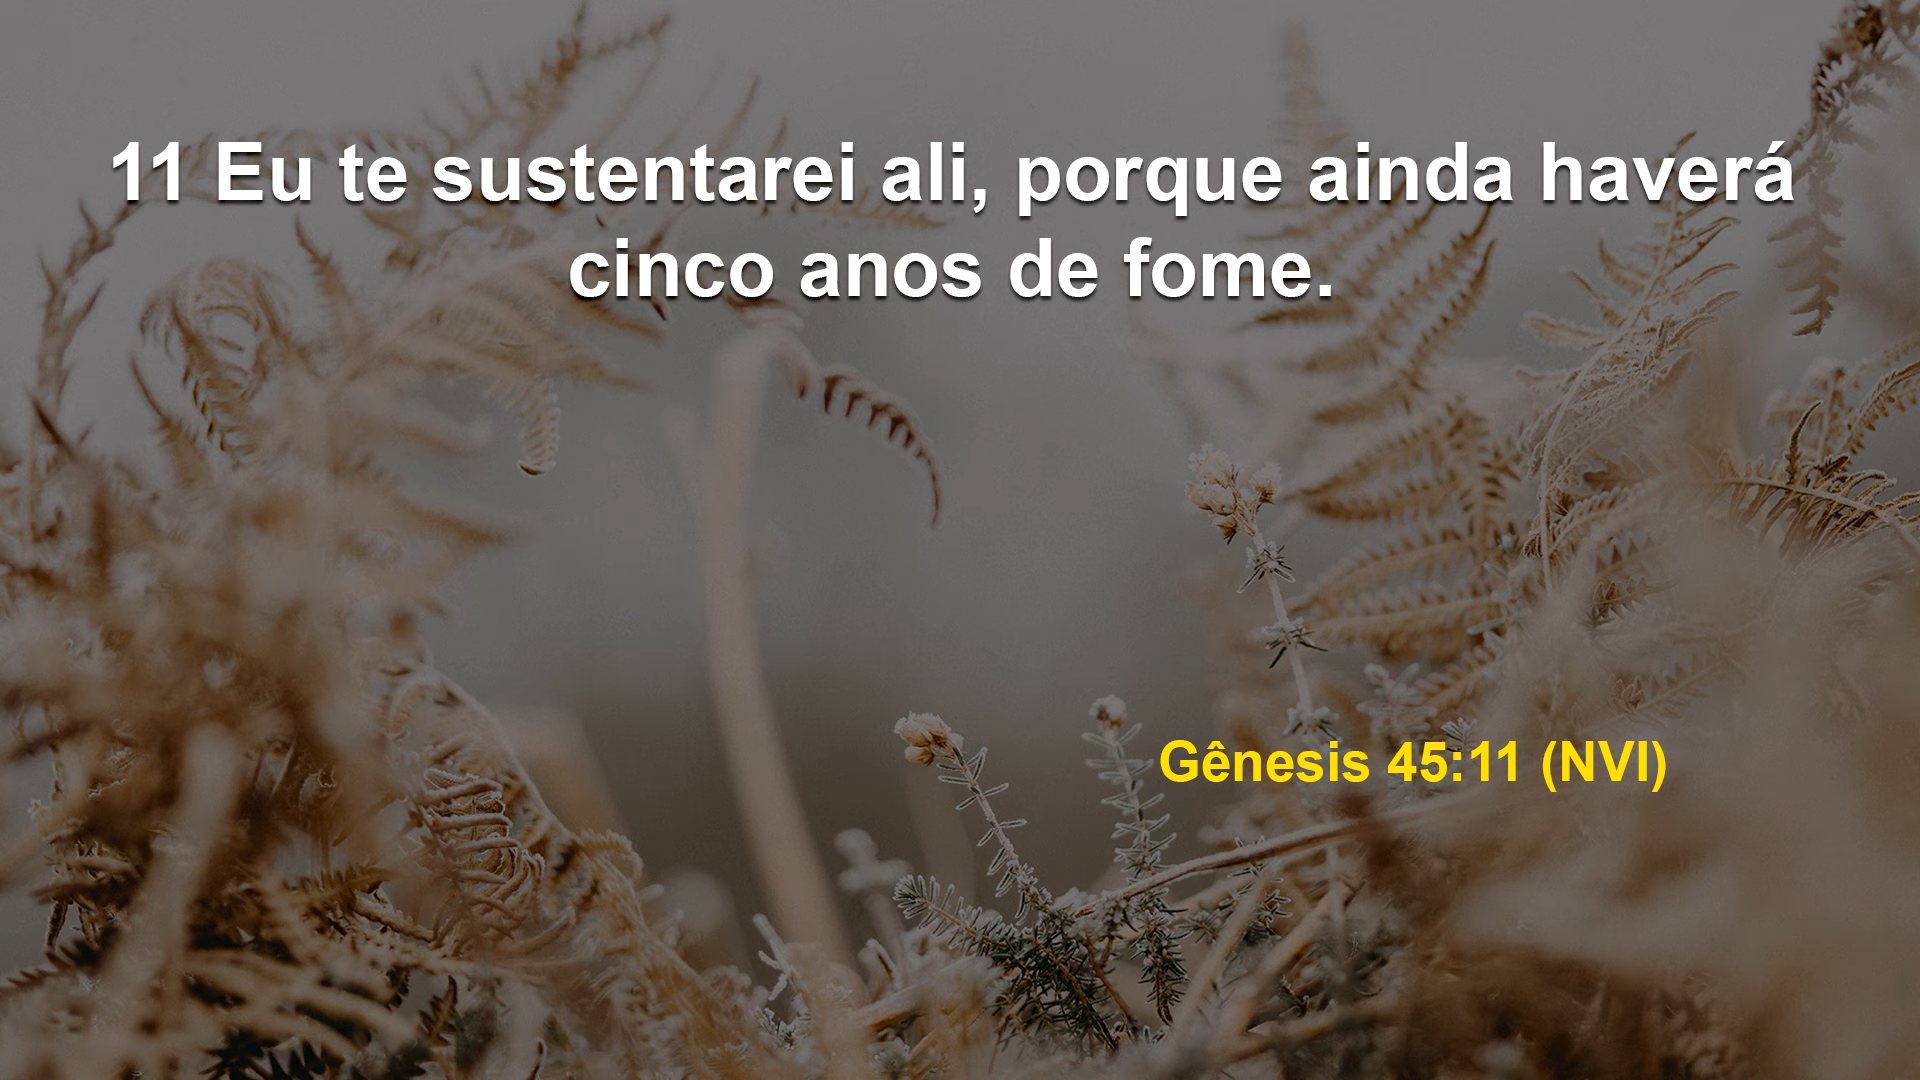 11 Eu te sustentarei ali, porque ainda haverá
cinco anos de fome.
Gênesis 45:11 (NVI)